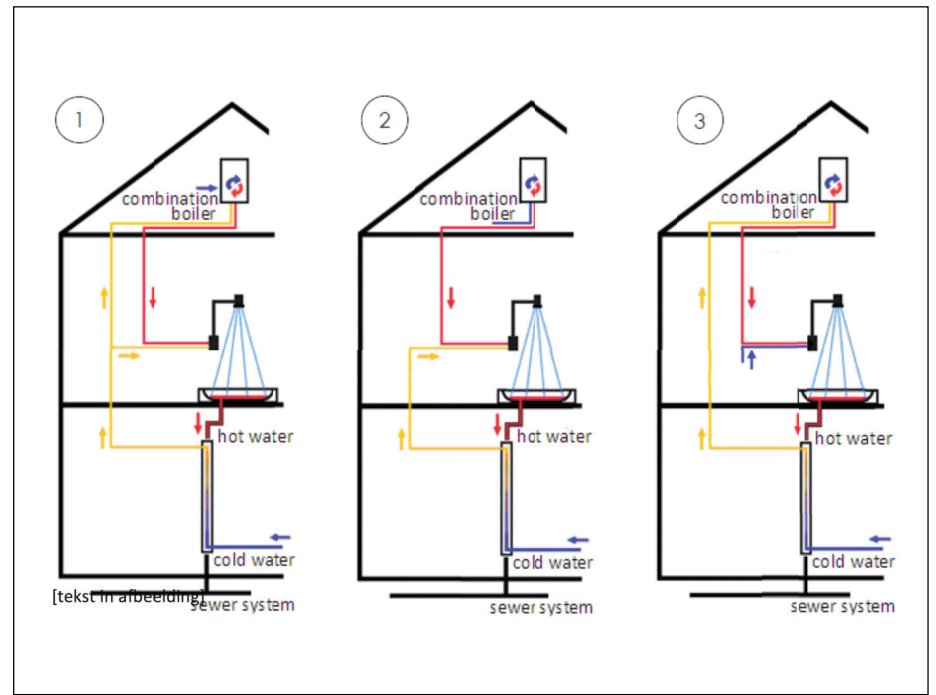 1
combination
boiler
hot water
cold water
[tekst in afbeelding]
sewer system
2
combination
boiler
hot water
cold water
sewer system
3
combination
boiler
hot water
cold water
sewer system